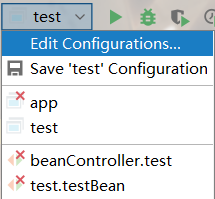 test
Edit Configurations...
Save 'test' Configuration
app
test
beanController.test
test.testBean